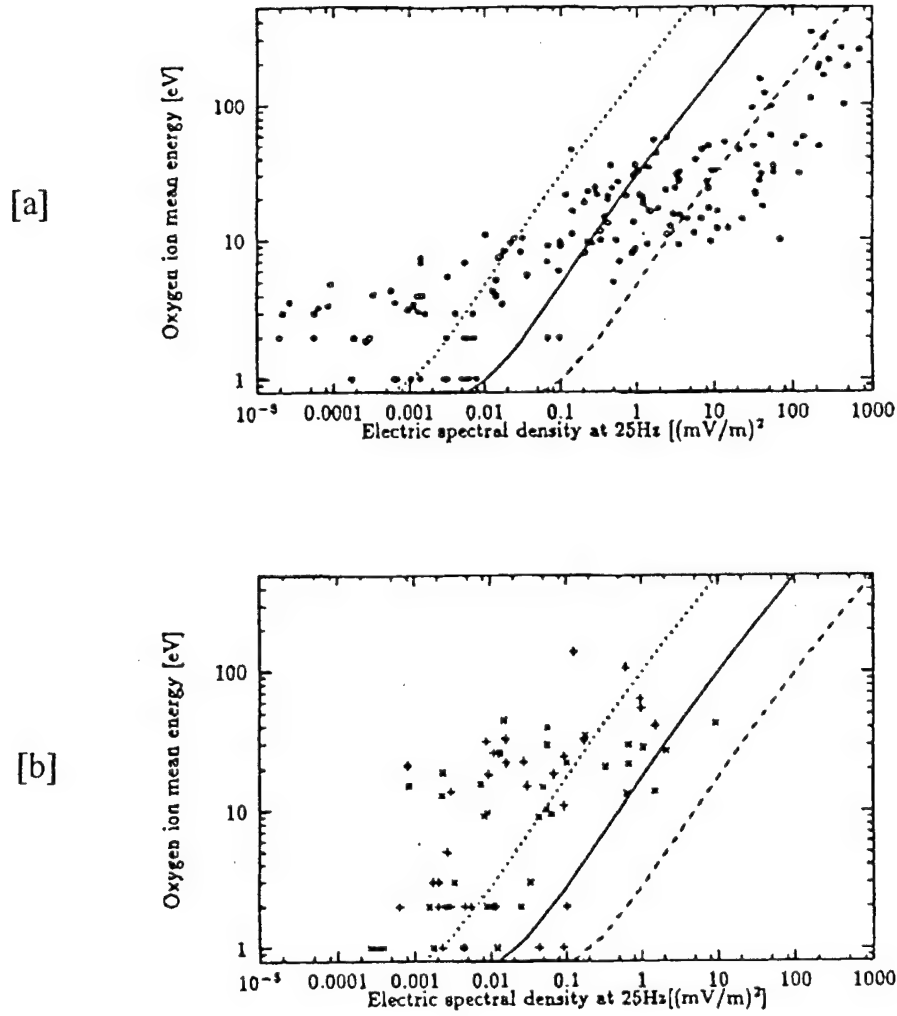 [a]
Oxygen ion mean energy [eV]
100
10
1
10⁻⁵ 0.0001 0.001 0.01 0.1 1 10 100 1000
Electric spectral density at 25Hz [(mV/m)²
[b]
Oxygen ion mean energy [eV]
100
10
1
10⁻⁵ 0.0001 0.001 0.01 0.1 1 10 100 1000
Electric spectral density at 25Hz[(mV/m)²]